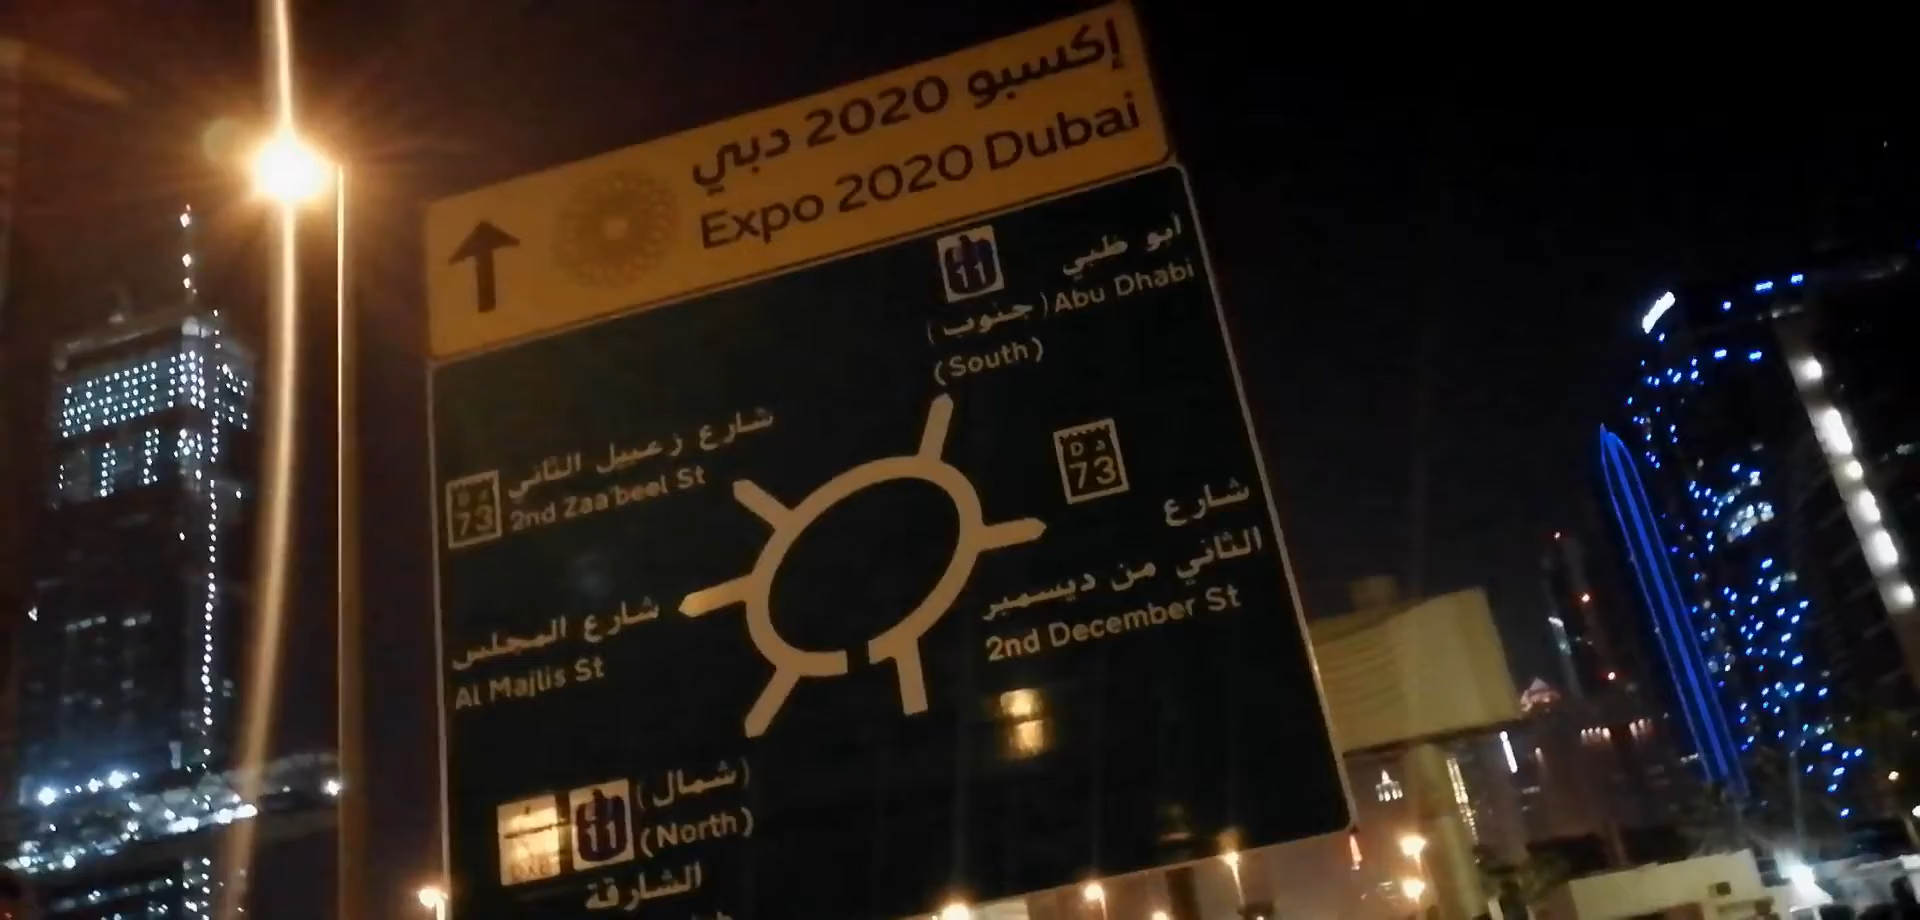 إكسبو 2020 دبي
Expo 2020 Dubai
11
أبو ظبي
(جنوب)
Abu Dhabi
(South)
شارع زعبيل الثاني
73
2nd Zaa'beel St
D د
73
شارع
الثاني من ديسمبر
2nd December St
شارع المجلس
Al Majlis St
(شمال)
11
(North)
الشارقة